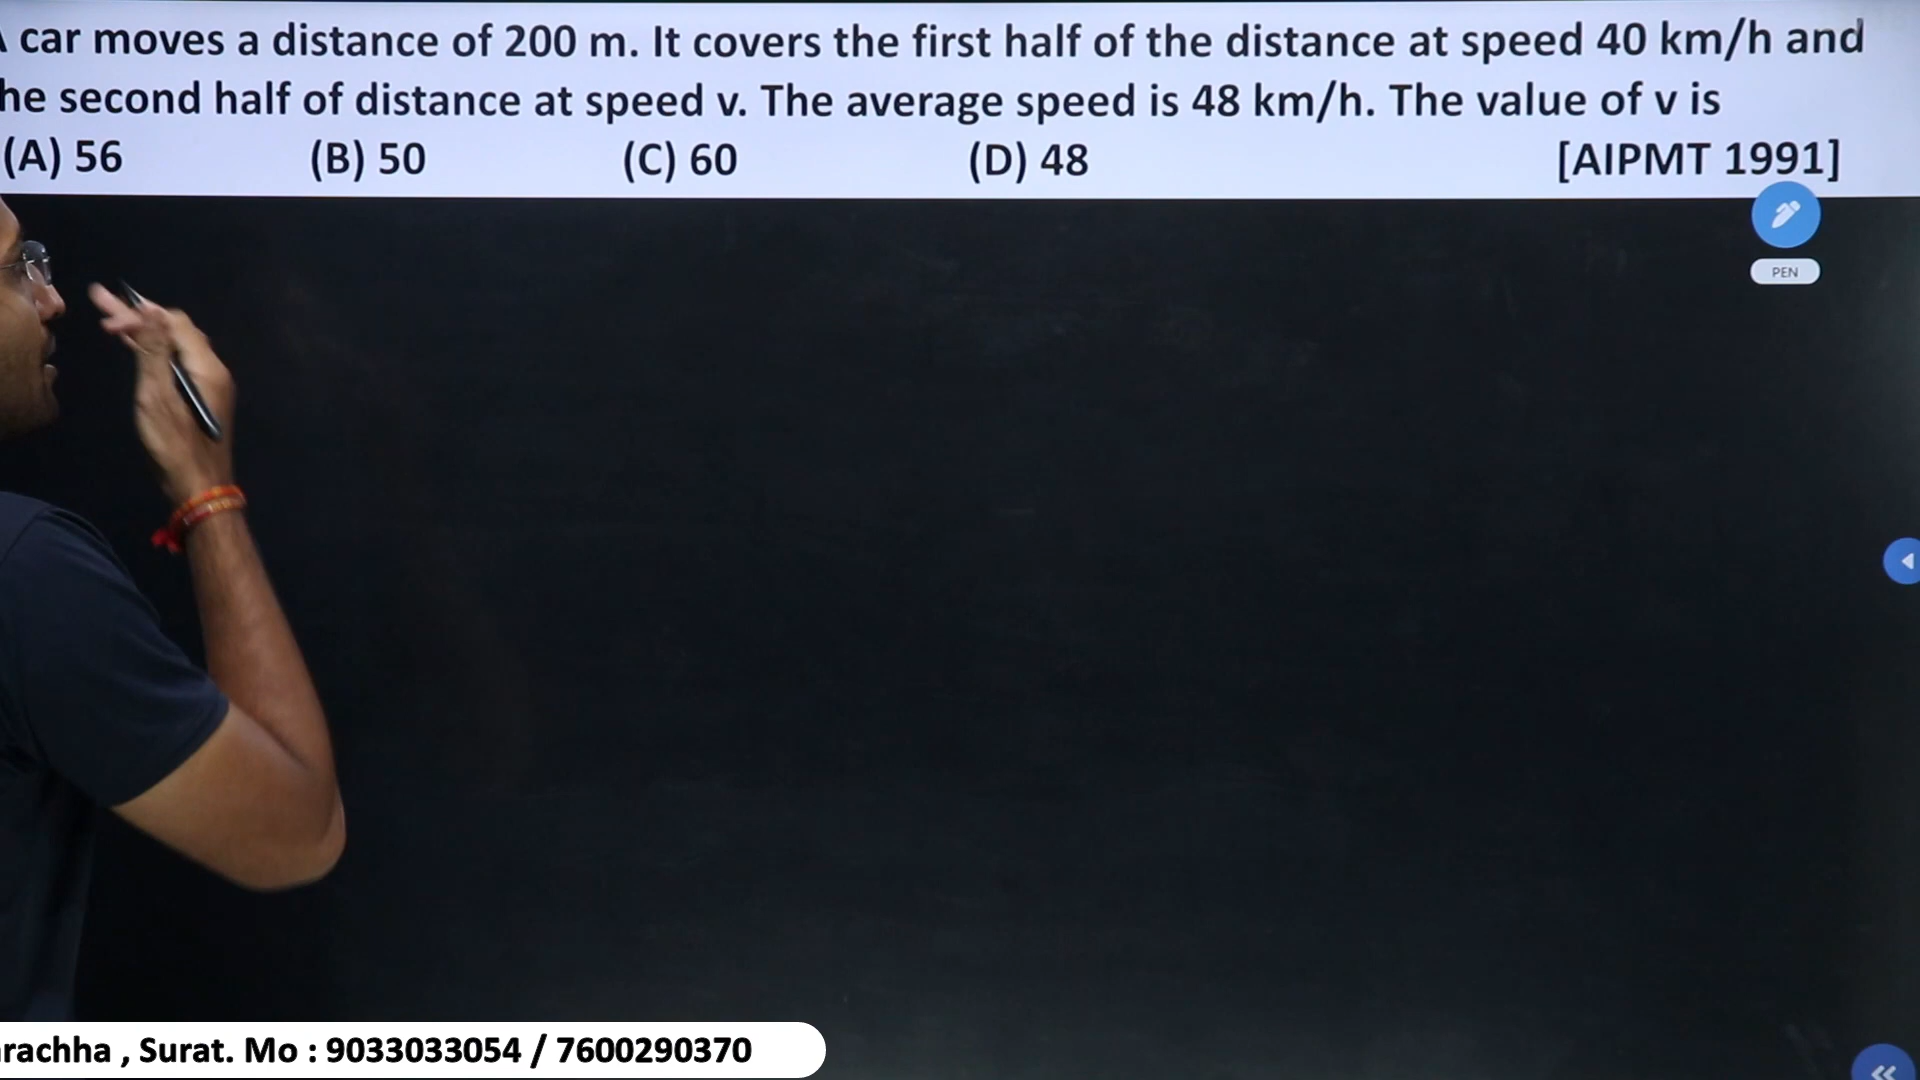 car moves a distance of 200 m. It covers the first half of the distance at speed 40 km/h and
he second half of distance at speed v. The average speed is 48 km/h. The value of v is
(A) 56 (B) 50 (C) 60 (D) 48 [AIPMT 1991]
PEN
rachha , Surat. Mo : 9033033054 / 7600290370